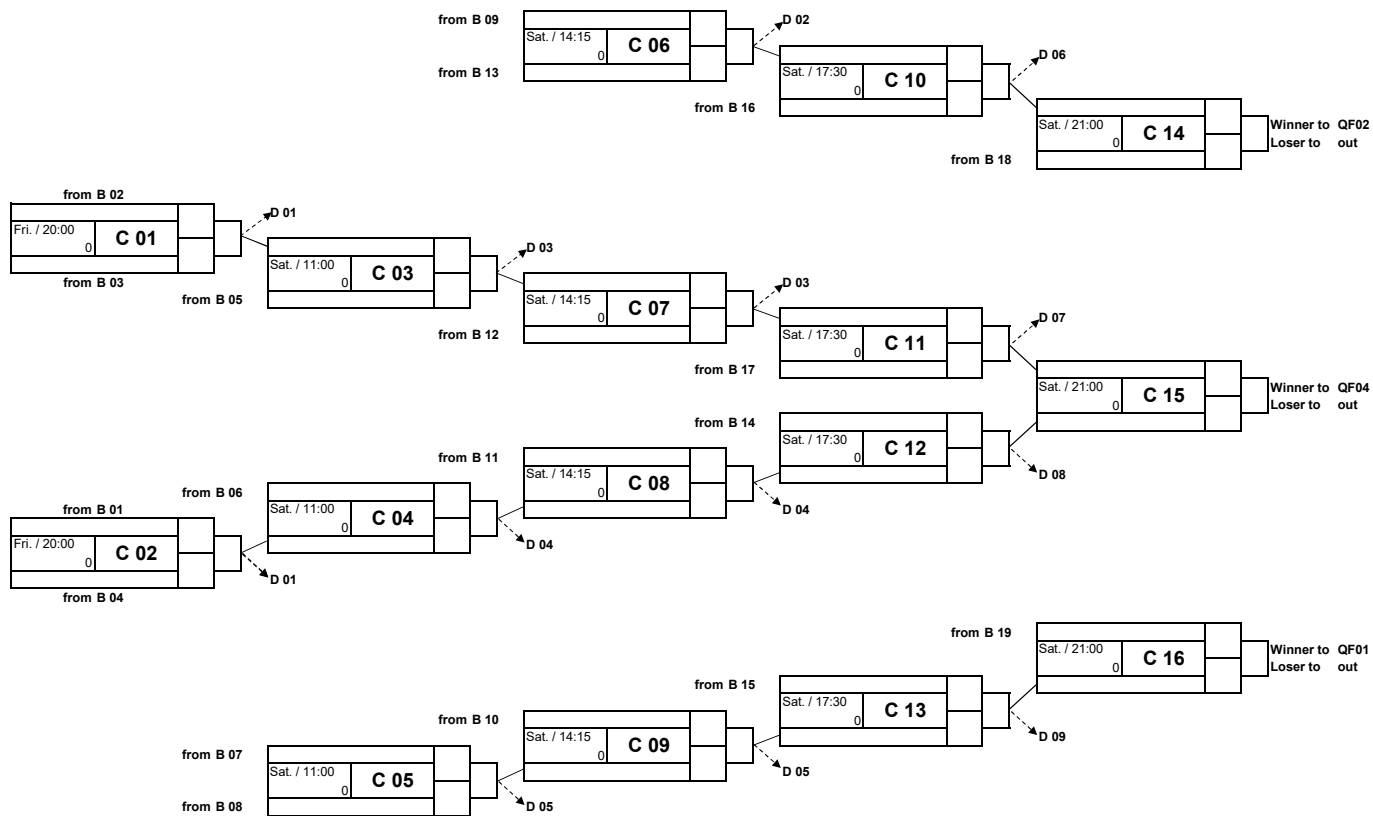 from B 09
D 02
Sat. / 14:15
0
C 06
D 06
from B 13
Sat. / 17:30
0
C 10
from B 16
Sat. / 21:00
0
C 14
Winner to QF02
Loser to out
from B 18
from B 02
D 01
Fri. / 20:00
0
C 01
D 03
from B 03
Sat. / 11:00
0
C 03
D 03
from B 05
Sat. / 14:15
0
C 07
D 07
from B 12
Sat. / 17:30
0
C 11
from B 17
Sat. / 21:00
0
C 15
Winner to QF04
Loser to out
from B 14
Sat. / 17:30
0
C 12
from B 11
D 08
Sat. / 14:15
0
C 08
from B 06
D 04
Sat. / 11:00
0
C 04
from B 01
D 04
Fri. / 20:00
0
C 02
D 01
from B 04
from B 19
Sat. / 21:00
0
C 16
Winner to QF01
Loser to out
from B 15
Sat. / 17:30
0
C 13
from B 10
D 09
Sat. / 14:15
0
C 09
from B 07
D 05
Sat. / 11:00
0
C 05
from B 08
D 05